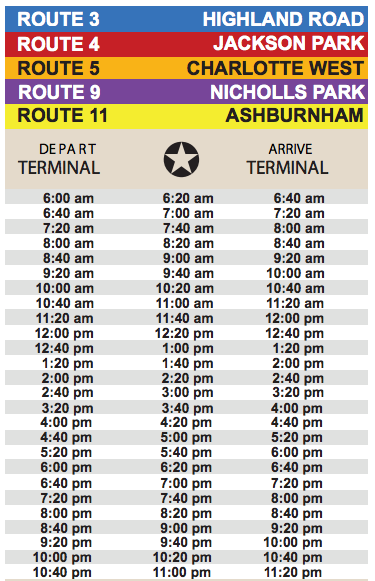 ROUTE 3 HIGHLAND ROAD
ROUTE 4 JACKSON PARK
ROUTE 5 CHARLOTTE WEST
ROUTE 9 NICHOLLS PARK
ROUTE 11 ASHBURNHAM
DEPART ARRIVE
TERMINAL TERMINAL
6:00 am 6:20 am 6:40 am
6:40 am 7:00 am 7:20 am
7:20 am 7:40 am 8:00 am
8:00 am 8:20 am 8:40 am
8:40 am 9:00 am 9:20 am
9:20 am 9:40 am 10:00 am
10:00 am 10:20 am 10:40 am
10:40 am 11:00 am 11:20 am
11:20 am 11:40 am 12:00 pm
12:00 pm 12:20 pm 12:40 pm
12:40 pm 1:00 pm 1:20 pm
1:20 pm 1:40 pm 2:00 pm
2:00 pm 2:20 pm 2:40 pm
2:40 pm 3:00 pm 3:20 pm
3:20 pm 3:40 pm 4:00 pm
4:00 pm 4:20 pm 4:40 pm
4:40 pm 5:00 pm 5:20 pm
5:20 pm 5:40 pm 6:00 pm
6:00 pm 6:20 pm 6:40 pm
6:40 pm 7:00 pm 7:20 pm
7:20 pm 7:40 pm 8:00 pm
8:00 pm 8:20 pm 8:40 pm
8:40 pm 9:00 pm 9:20 pm
9:20 pm 9:40 pm 10:00 pm
10:00 pm 10:20 pm 10:40 pm
10:40 pm 11:00 pm 11:20 pm